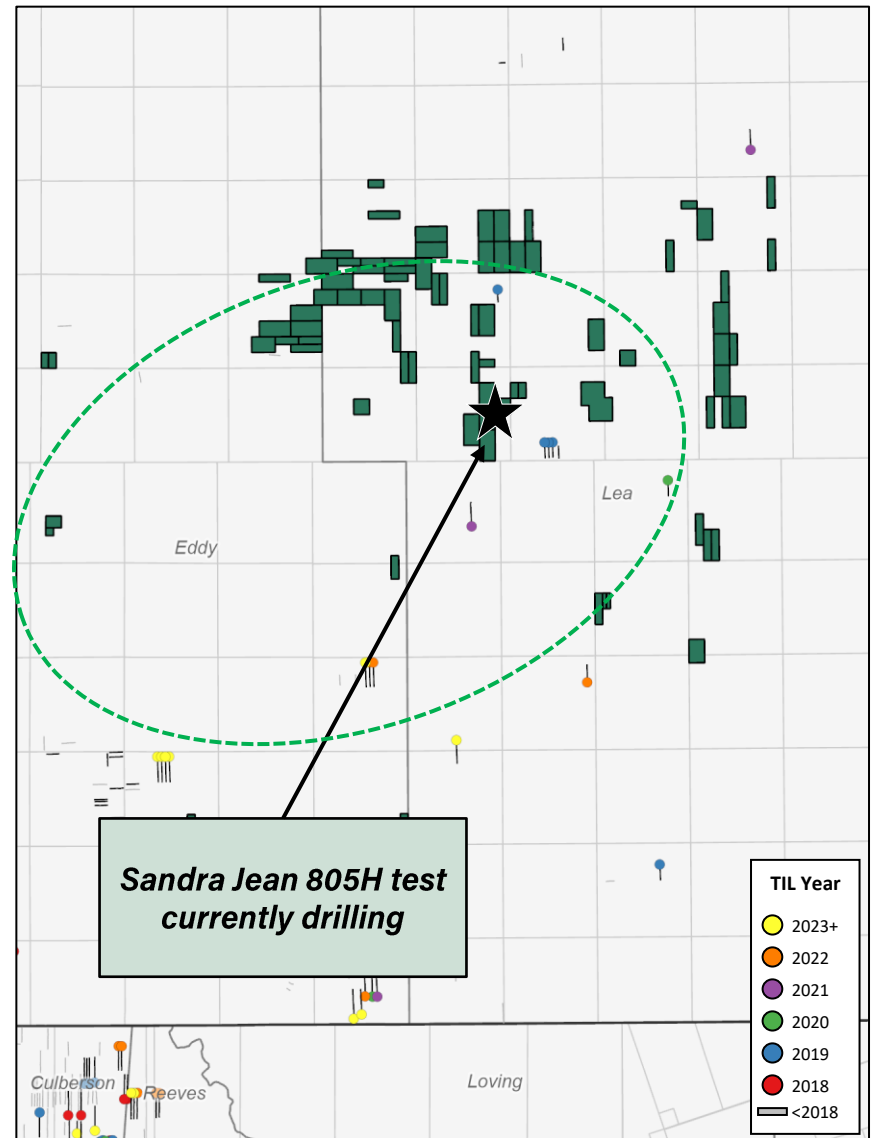 Lea
Eddy
Sandra Jean 805H test
currently drilling
TIL Year
2023+
2022
2021
2020
2019
2018
<2018
Culberson
Reeves
Loving